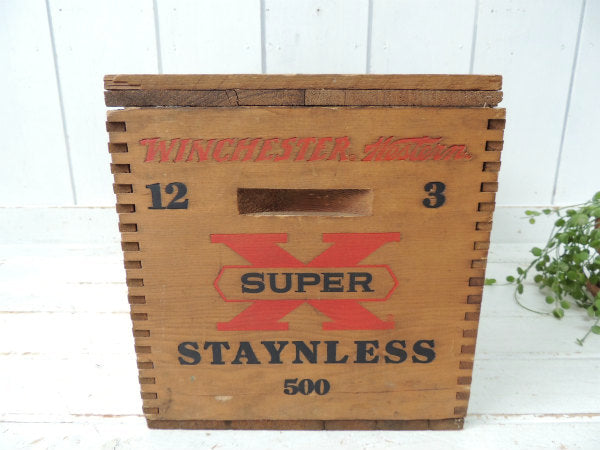 WINCHESTER. Western.
12 3
SUPER X
STAYNLESS
500